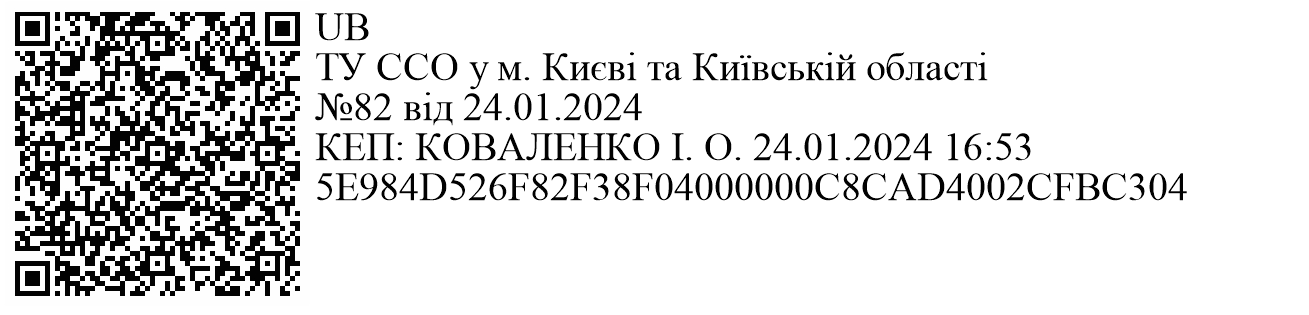 UB
ТУ ССО у м. Києві та Київській області
№82 від 24.01.2024
КЕП: КОВАЛЕНКО І. О. 24.01.2024 16:53
5E984D526F82F38F04000000C8CAD4002CFBC304